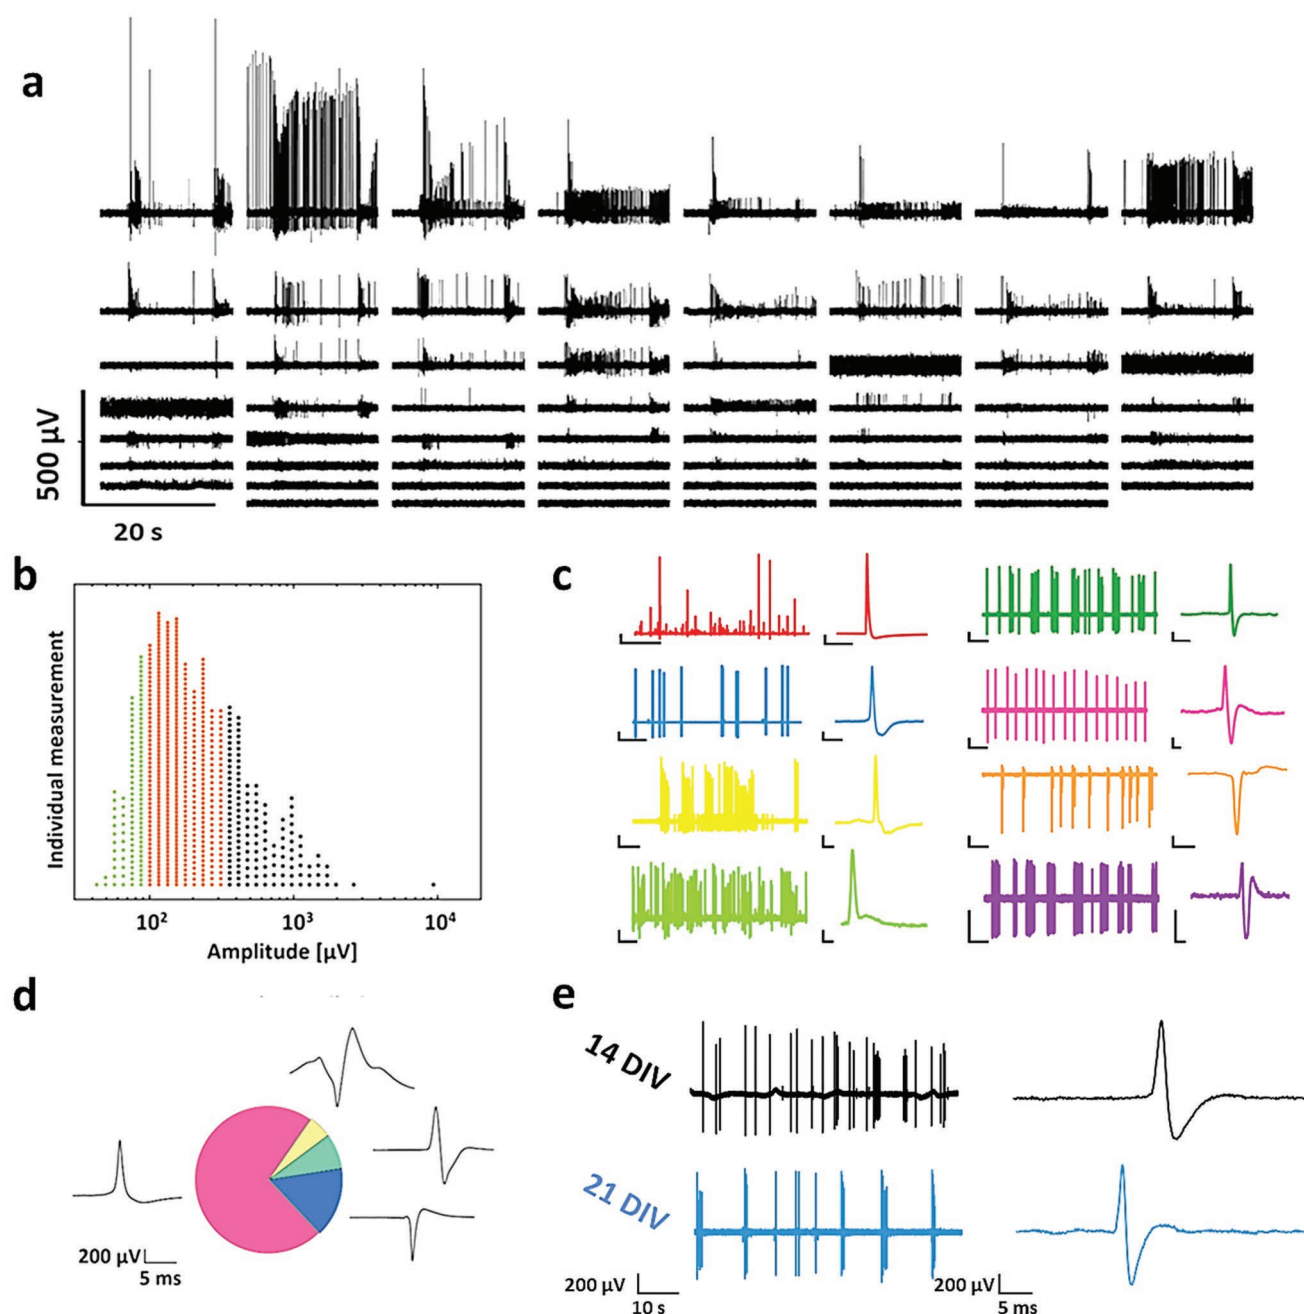 a
500 µV
20 s
b
Individual measurement
10²
10³
10⁴
Amplitude [µV]
c
d
200 µV
5 ms
e
14 DIV
21 DIV
200 µV
10 s
200 µV
5 ms